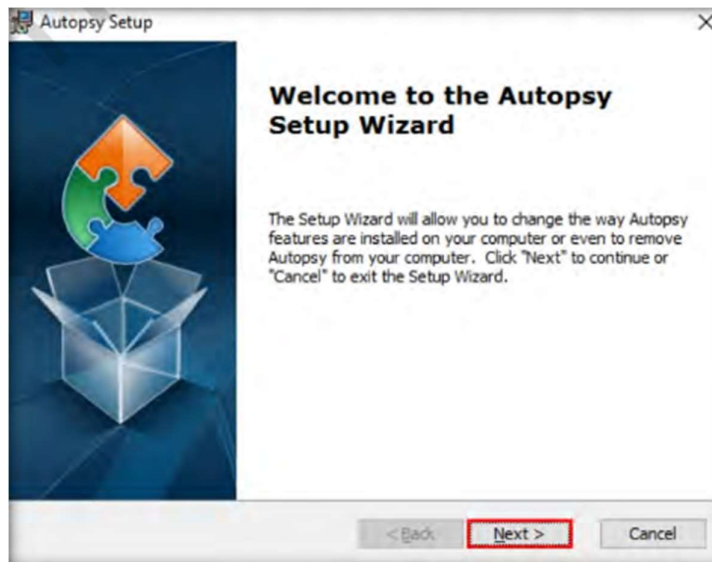 Autopsy Setup
Welcome to the Autopsy
Setup Wizard
The Setup Wizard will allow you to change the way Autopsy
features are installed on your computer or even to remove
Autopsy from your computer. Click "Next" to continue or
"Cancel" to exit the Setup Wizard.
< Back Next > Cancel